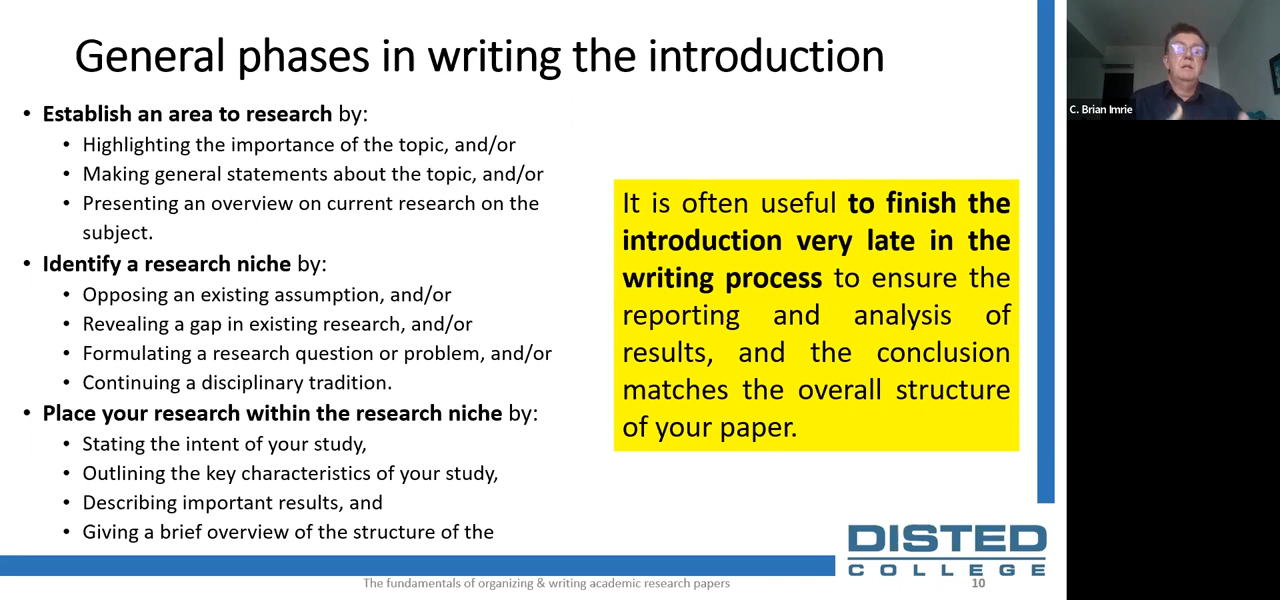 General phases in writing the introduction
• Establish an area to research by:
• Highlighting the importance of the topic, and/or
• Making general statements about the topic, and/or
• Presenting an overview on current research on the
subject.
• Identify a research niche by:
• Opposing an existing assumption, and/or
• Revealing a gap in existing research, and/or
• Formulating a research question or problem, and/or
• Continuing a disciplinary tradition.
• Place your research within the research niche by:
• Stating the intent of your study,
• Outlining the key characteristics of your study,
• Describing important results, and
• Giving a brief overview of the structure of the
It is often useful to finish the
introduction very late in the
writing process to ensure the
reporting and analysis of
results, and the conclusion
matches the overall structure
of your paper.
DISTED
COLLEGE
The fundamentals of organizing & writing academic research papers
10
C. Brian Imrie